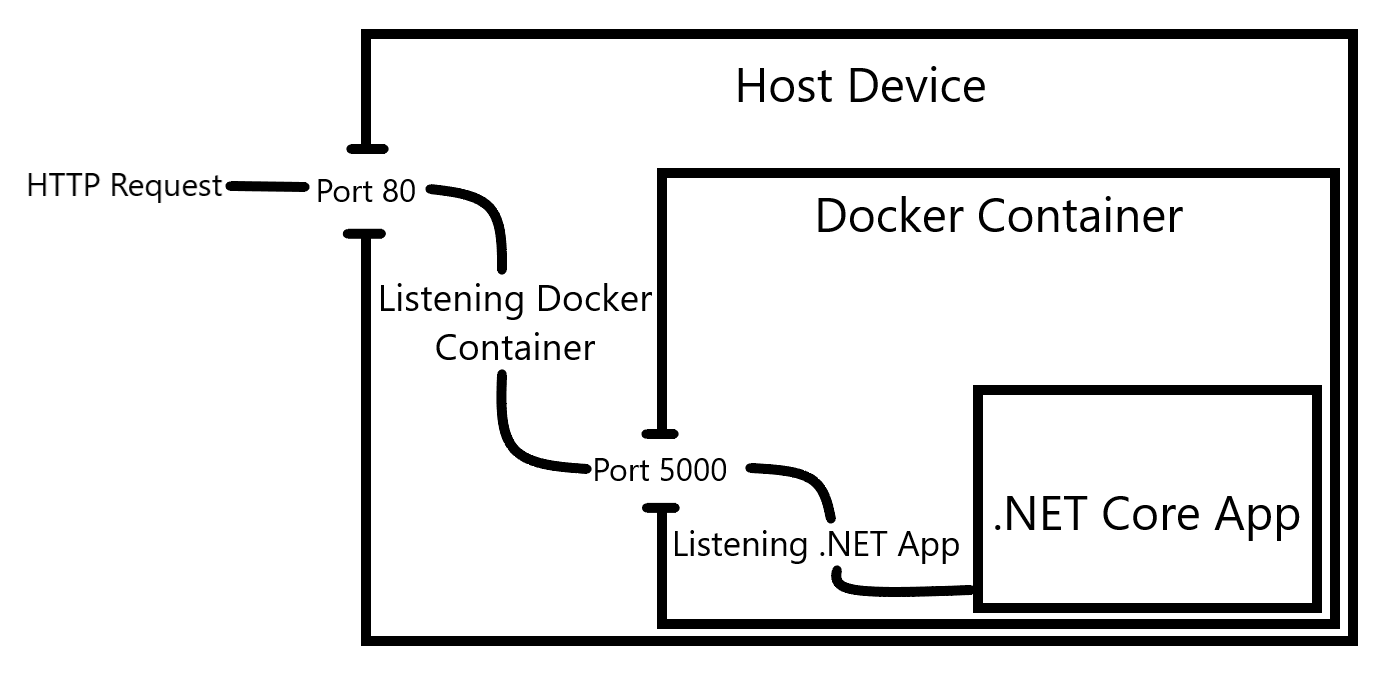 Host Device
HTTP Request
Port 80
Docker Container
Listening Docker
Container
Port 5000
Listening .NET App
.NET Core App